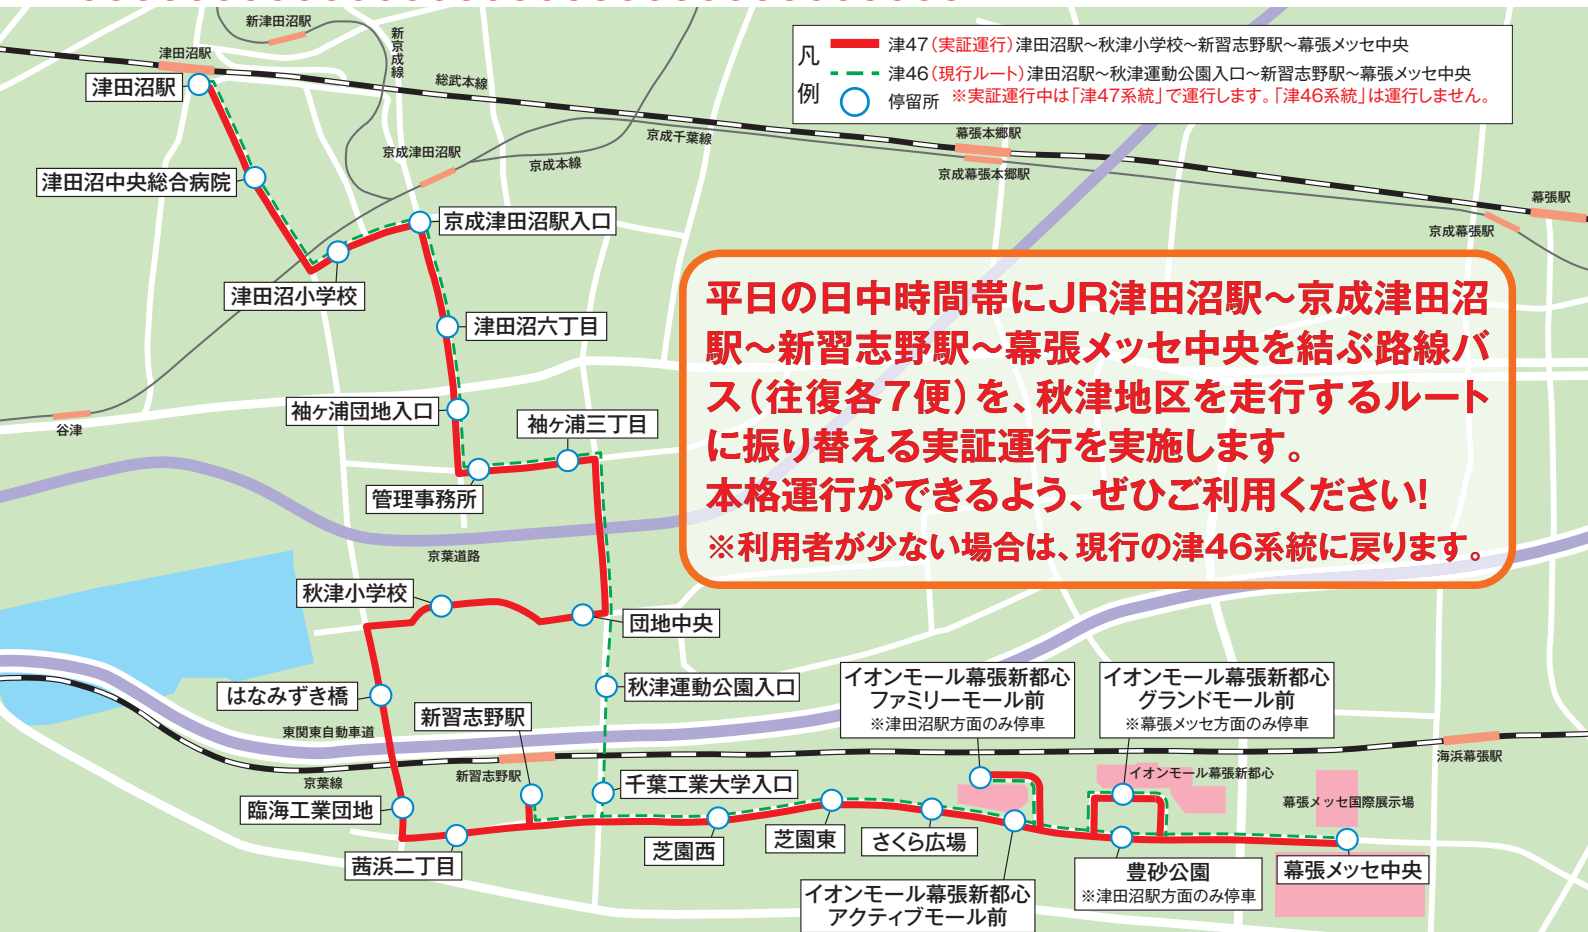 新津田沼駅
新京成線
津田沼駅
津田沼駅
総武本線
凡例
津47(実証運行)津田沼駅～秋津小学校～新習志野駅～幕張メッセ中央
津46(現行ルート)津田沼駅～秋津運動公園入口～新習志野駅～幕張メッセ中央
停留所 ※実証運行中は「津47系統」で運行します。「津46系統」は運行しません。
京成千葉線
幕張本郷駅
京成津田沼駅
京成本線
京成幕張本郷駅
津田沼中央総合病院
幕張駅
京成津田沼駅入口
京成幕張駅
津田沼小学校
津田沼六丁目
平日の日中時間帯にJR津田沼駅～京成津田沼
駅～新習志野駅～幕張メッセ中央を結ぶ路線バ
ス(往復各7便)を、秋津地区を走行するルート
に振り替える実証運行を実施します。
本格運行ができるよう、ぜひご利用ください!
※利用者が少ない場合は、現行の津46系統に戻ります。
袖ヶ浦団地入口
谷津
袖ヶ浦三丁目
管理事務所
京葉道路
秋津小学校
団地中央
はなみずき橋
秋津運動公園入口
イオンモール幕張新都心
ファミリーモール前
※津田沼駅方面のみ停車
イオンモール幕張新都心
グランドモール前
※幕張メッセ方面のみ停車
新習志野駅
東関東自動車道
海浜幕張駅
京葉線
新習志野駅
千葉工業大学入口
イオンモール幕張新都心
幕張メッセ国際展示場
臨海工業団地
茜浜二丁目
芝園西
芝園東
さくら広場
イオンモール幕張新都心
アクティブモール前
豊砂公園
※津田沼駅方面のみ停車
幕張メッセ中央